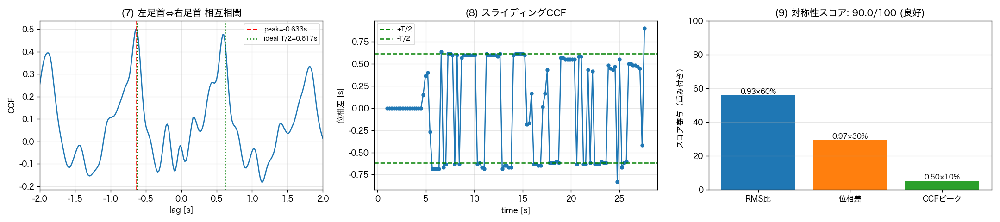 (7) 左足首⇔右足首 相互相関
CCF
0.5
0.4
0.3
0.2
0.1
0.0
-0.1
-0.2
peak=-0.633s
ideal T/2=0.617s
-2.0 -1.5 -1.0 -0.5 0.0 0.5 1.0 1.5 2.0
lag [s]
(8) スライディングCCF
位相差 [s]
0.75
0.50
0.25
0.00
-0.25
-0.50
-0.75
+T/2
-T/2
0 5 10 15 20 25
time [s]
(9) 対称性スコア: 90.0/100 (良好)
スコア寄与（重み付き）
100
80
60
40
20
0
0.93×60%
0.97×30%
0.50×10%
RMS比 位相差 CCFピーク